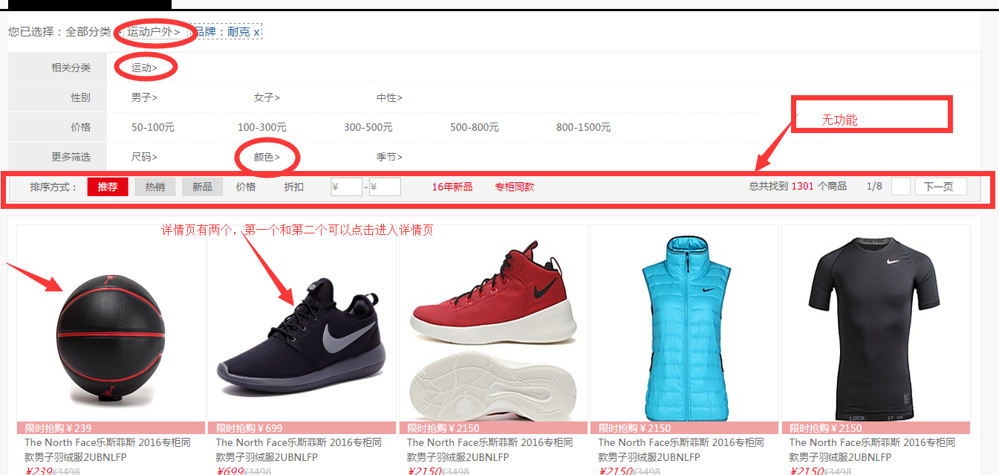 您已选择：全部分类 > 运动户外> 品牌：耐克 x
相关分类 运动>
性别 男子> 女子> 中性>
价格 50-100元 100-300元 300-500元 500-800元 800-1500元
无功能
更多筛选 尺码> 颜色> 季节>
排序方式： 推荐 热销 新品 价格 折扣 ¥ - ¥ 16年新品 专柜同款 总共找到 1301 个商品 1/8 下一页
详情页有两个，第一个和第二个可以点击进入详情页
NIKE PRO
LOCK IT IN
限时抢购￥239 限时抢购￥699 限时抢购￥2150 限时抢购￥2150 限时抢购￥2150
The North Face乐斯菲斯 2016专柜同 The North Face乐斯菲斯 2016专柜同 The North Face乐斯菲斯 2016专柜同 The North Face乐斯菲斯 2016专柜同 The North Face乐斯菲斯 2016专柜同
款男子羽绒服2UBNLFP 款男子羽绒服2UBNLFP 款男子羽绒服2UBNLFP 款男子羽绒服2UBNLFP 款男子羽绒服2UBNLFP
¥239¥3498 ¥699¥3498 ¥2150¥3498 ¥2150¥3498 ¥2150¥3498